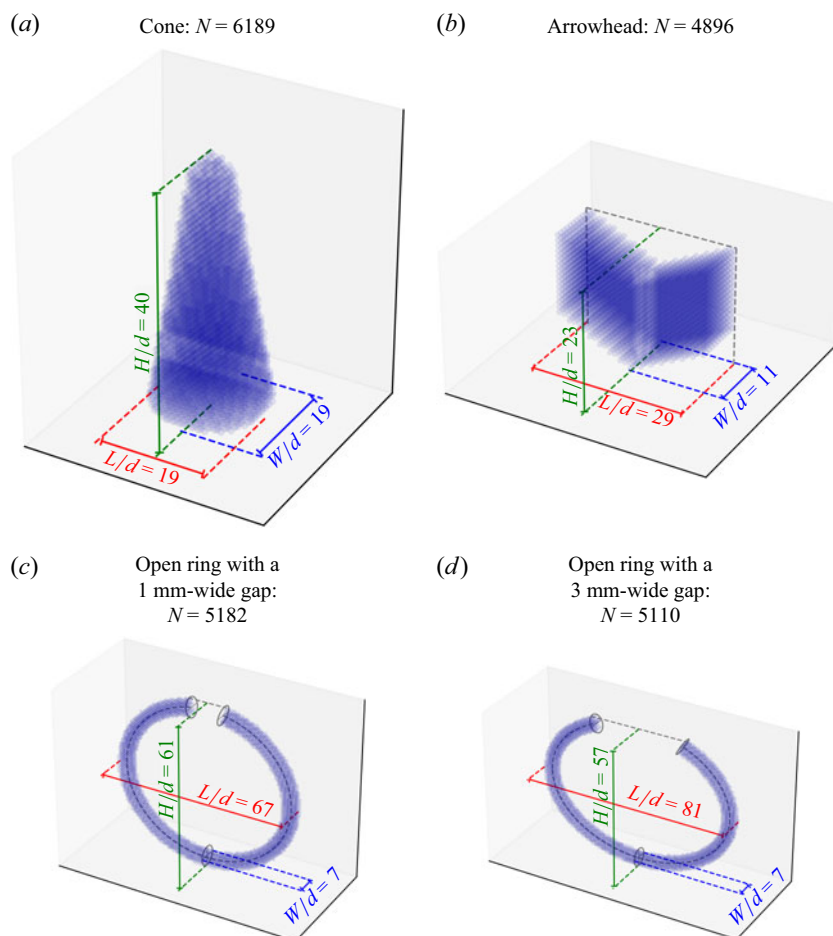 (a)
Cone: N = 6189
H/d = 40
L/d = 19
W/d = 19
(b)
Arrowhead: N = 4896
H/d = 23
L/d = 29
W/d = 11
(c)
Open ring with a
1 mm-wide gap:
N = 5182
H/d = 61
L/d = 67
W/d = 7
(d)
Open ring with a
3 mm-wide gap:
N = 5110
H/d = 57
L/d = 81
W/d = 7